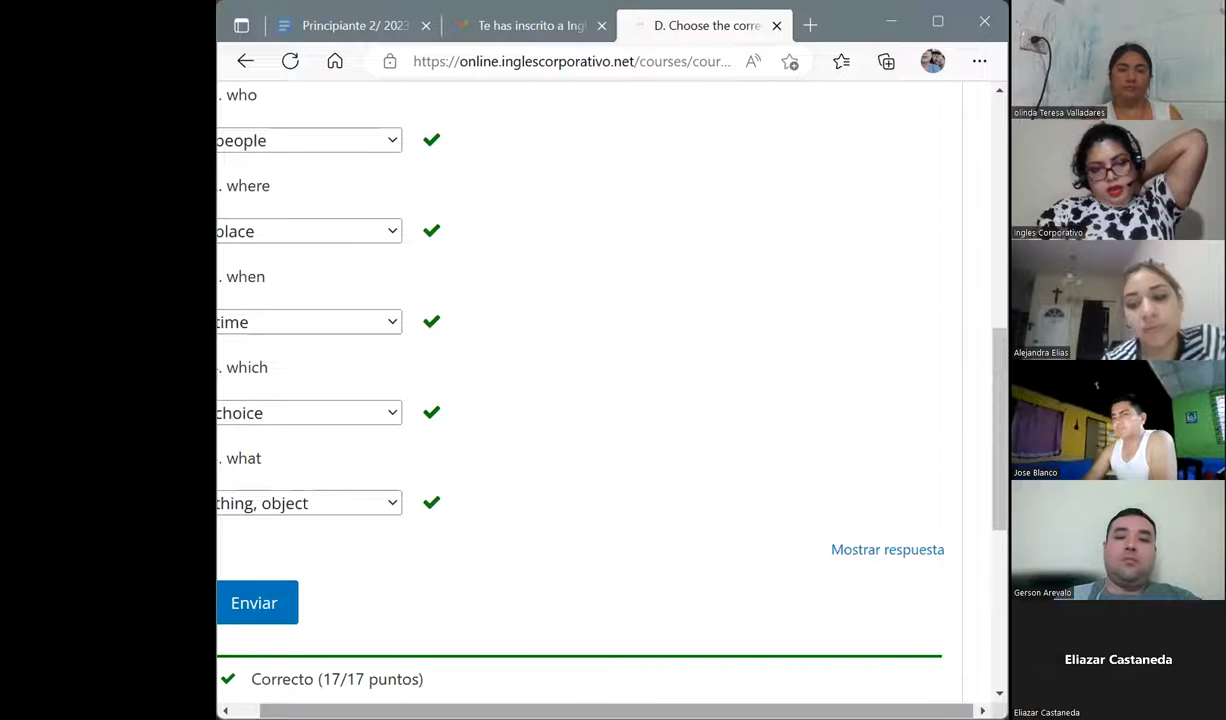 Principiante 2/ 2023
Te has inscrito a Ing
D. Choose the corre
https://online.inglescorporativo.net/courses/cour...
. who
people
. where
place
. when
time
. which
choice
. what
thing, object
Mostrar respuesta
Enviar
Correcto (17/17 puntos)
olinda Teresa Valladares
Ingles Corporativo
Alejandra Elias
Jose Blanco
Gerson Arevalo
Eliazar Castaneda
Eliazar Castaneda